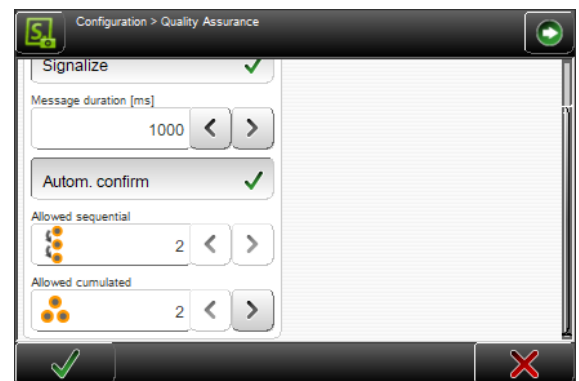 Configuration > Quality Assurance
Signalize
Message duration [ms]
1000
Autom. confirm
Allowed sequential
2
Allowed cumulated
2